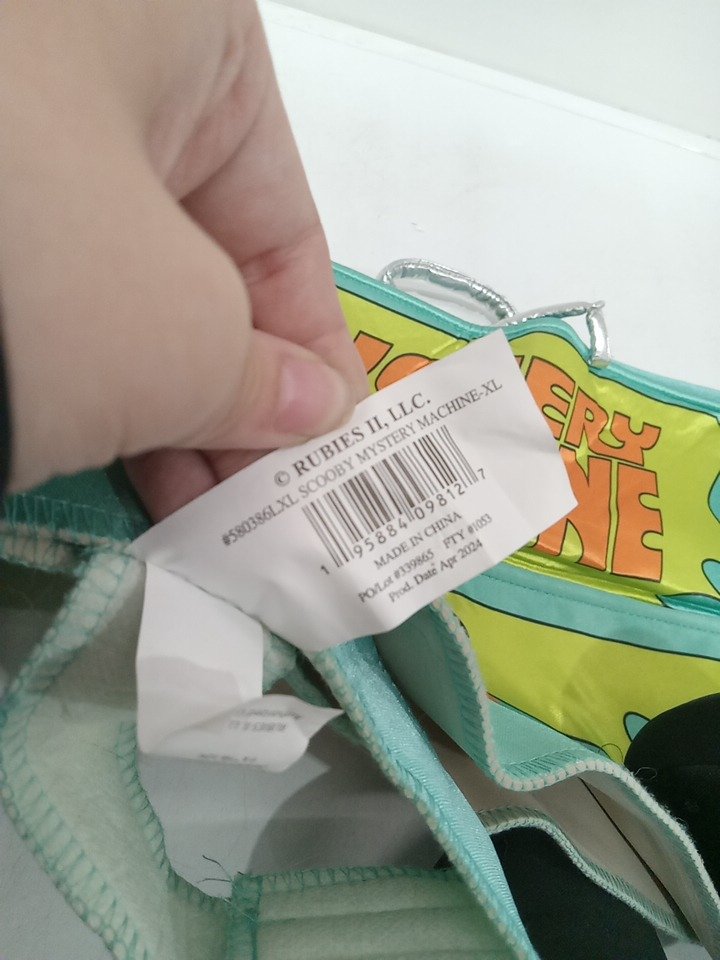 © RUBIES II, LLC.
#580386LXL SCOOBY MYSTERY MACHINE-XL
1 95884 09812 7
MADE IN CHINA
PO/Lot #339865 FTY #1053
Prod. Date: Apr 2024